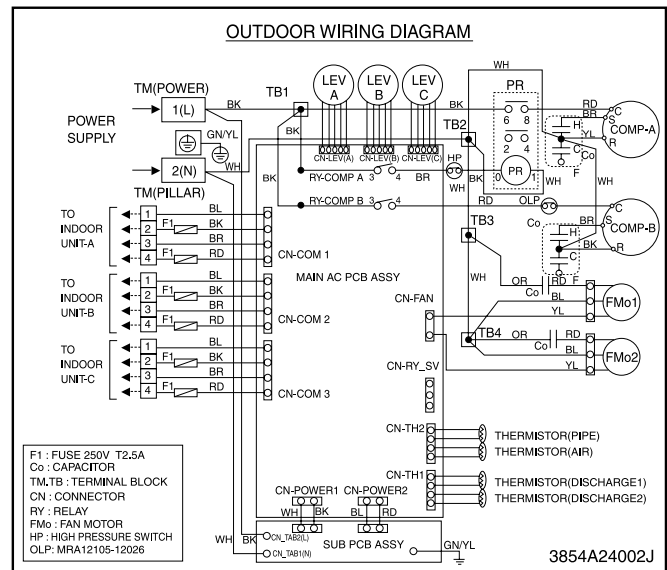 OUTDOOR WIRING DIAGRAM
LEV A
LEV B
LEV C
WH
PR
TM(POWER)
1(L)
BK
TB1
BK
RD
BR
C
S
R
COMP-A
6 8
H
YL
C
Co
F
POWER SUPPLY
GN/YL
TB2
2 4
CN-LEV(A)
CN-LEV(B)
CN-LEV(C)
HP
2(N)
WH
BK
BK
RY-COMP A
3 4
BR
WH
BK
0
PR
1
WH
WH
TM(PILLAR)
RY-COMP B
3 4
RD
OLP
TO INDOOR UNIT-A
1
BL
2
F1
BK
3
BR
4
F1
RD
CN-COM 1
TB3
Co
BR
H
C
S
R
BK
C
F
COMP-B
MAIN AC PCB ASSY
WH
TO INDOOR UNIT-B
1
BL
2
F1
BK
3
BR
4
F1
RD
CN-COM 2
CN-FAN
OR
Co
RD
BL
YL
FMo1
TB4
OR
Co
RD
BL
YL
FMo2
TO INDOOR UNIT-C
1
BL
2
F1
BK
3
BR
4
F1
RD
CN-COM 3
CN-RY_SV
CN-TH2
THERMISTOR(PIPE)
THERMISTOR(AIR)
CN-TH1
THERMISTOR(DISCHARGE1)
THERMISTOR(DISCHARGE2)
F1 : FUSE 250V T2.5A
Co : CAPACITOR
TM.TB : TERMINAL BLOCK
CN : CONNECTOR
RY : RELAY
FMo : FAN MOTOR
HP : HIGH PRESSURE SWITCH
OLP: MRA12105-12026
CN-POWER1
CN-POWER2
WH
BK
BL
RD
WH
BK
CN_TAB2(L)
CN_TAB1(N)
SUB PCB ASSY
GN/YL
3854A24002J